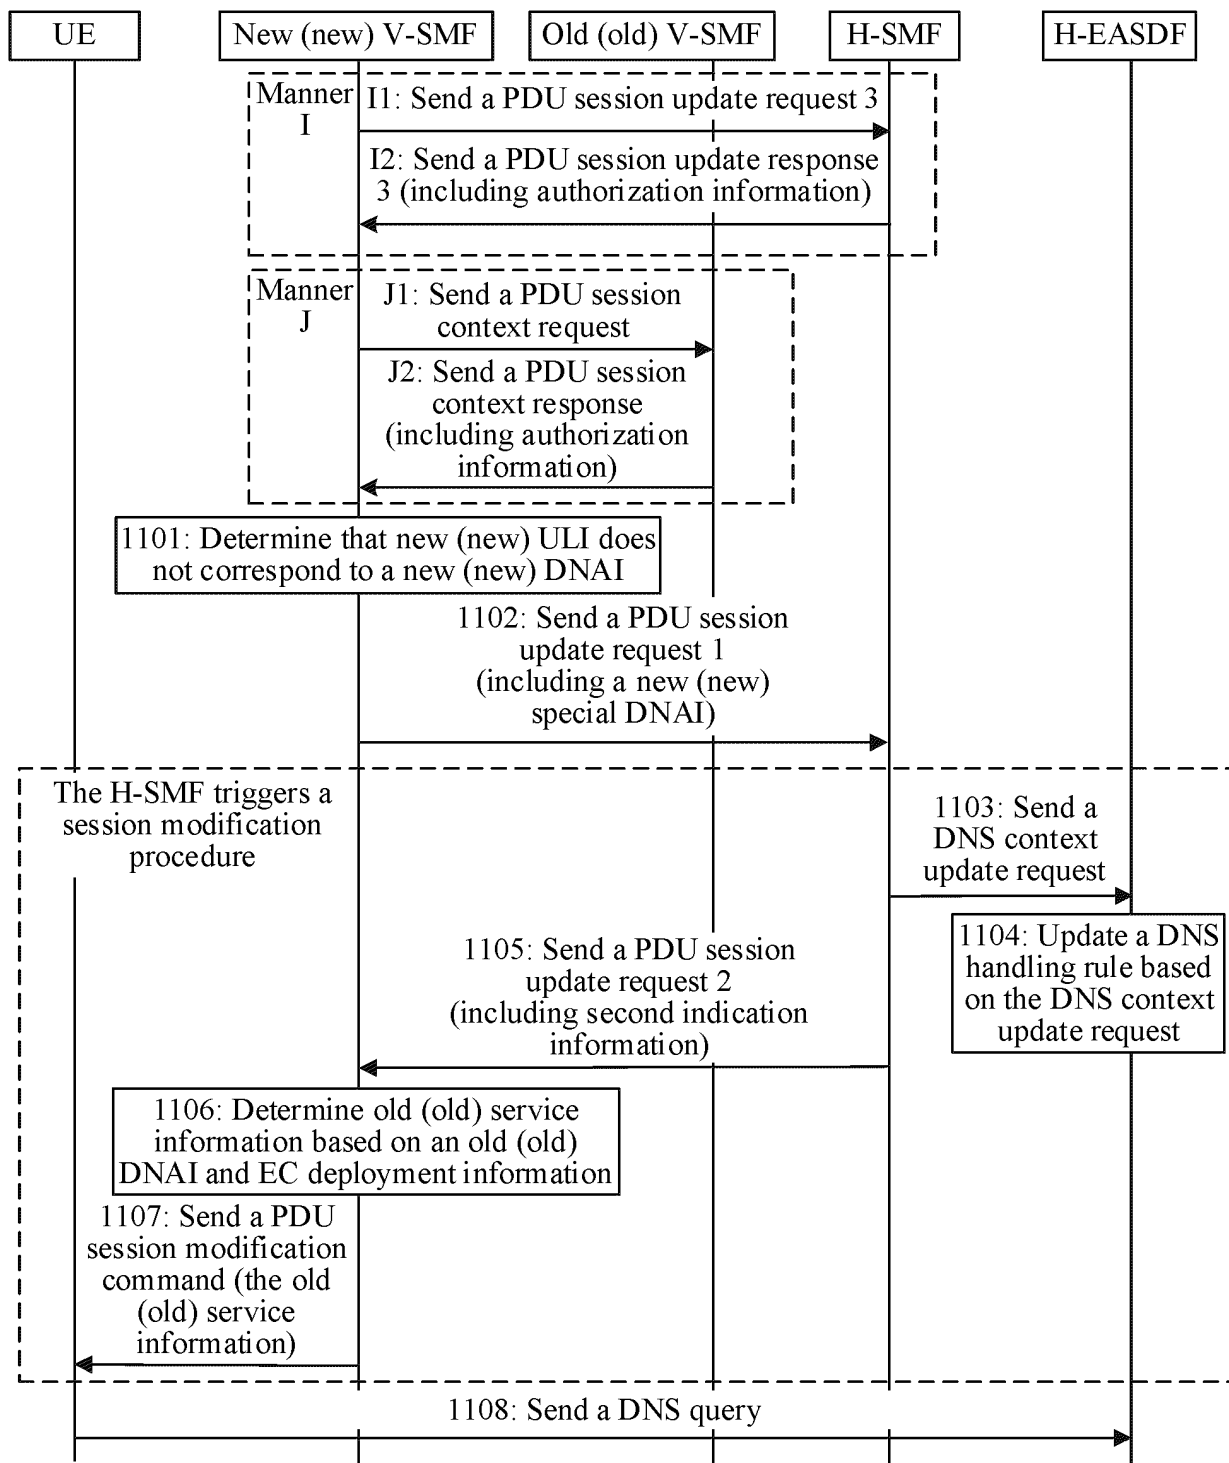 UE
New (new) V-SMF
Old (old) V-SMF
H-SMF
H-EASDF
Manner
I
I1: Send a PDU session update request 3
I2: Send a PDU session update response
3 (including authorization information)
Manner
J
J1: Send a PDU session
context request
J2: Send a PDU session
context response
(including authorization
information)
1101: Determine that new (new) ULI does
not correspond to a new (new) DNAI
1102: Send a PDU session
update request 1
(including a new (new)
special DNAI)
The H-SMF triggers a
session modification
procedure
1103: Send a
DNS context
update request
1104: Update a DNS
handling rule based
on the DNS context
update request
1105: Send a PDU session
update request 2
(including second indication
information)
1106: Determine old (old) service
information based on an old (old)
DNAI and EC deployment information
1107: Send a PDU
session modification
command (the old
(old) service
information)
1108: Send a DNS query